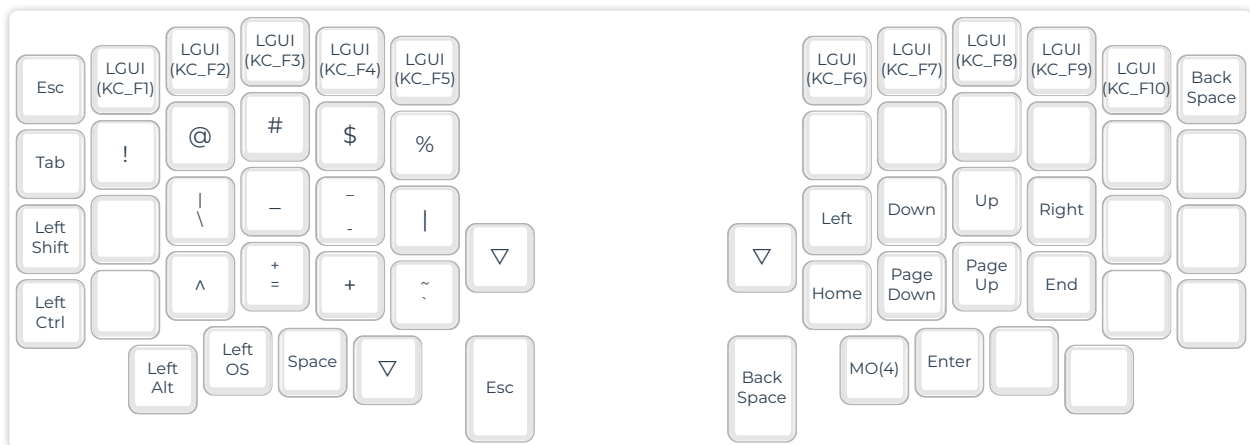 Esc
LGUI
(KC_F1)
LGUI
(KC_F2)
LGUI
(KC_F3)
LGUI
(KC_F4)
LGUI
(KC_F5)
LGUI
(KC_F6)
LGUI
(KC_F7)
LGUI
(KC_F8)
LGUI
(KC_F9)
LGUI
(KC_F10)
Back
Space
Tab
!
@
#
$
%
Left
Shift
|
\
_
_
-
|
▽
▽
Left
Down
Up
Right
Left
Ctrl
^
+
=
+
~
`
Home
Page
Down
Page
Up
End
Left
Alt
Left
OS
Space
▽
Esc
Back
Space
MO(4)
Enter